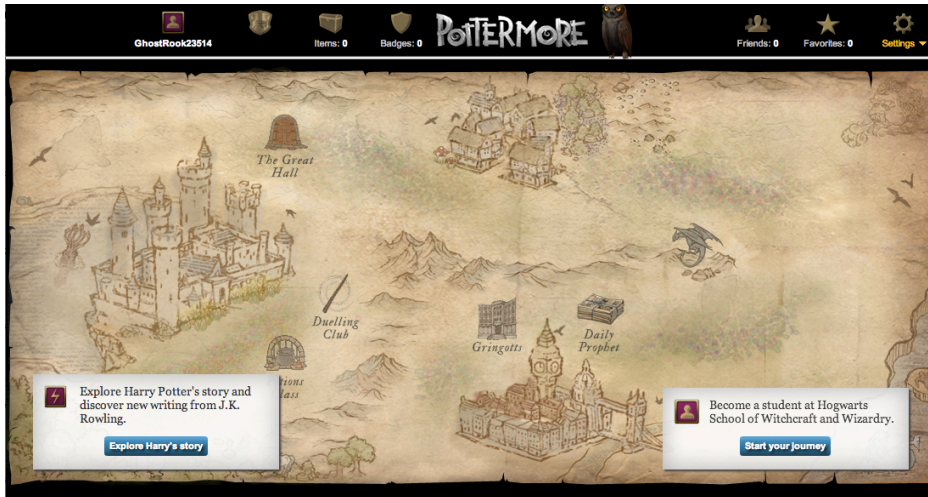 GhostRook23514
Items: 0
Badges: 0
POTTERMORE
Friends: 0
Favorites: 0
Settings
The Great
Hall
Duelling
Club
Gringotts
Daily
Prophet
Explore Harry Potter's story and
discover new writing from J.K.
Rowling.
Explore Harry's story
Become a student at Hogwarts
School of Witchcraft and Wizardry.
Start your journey